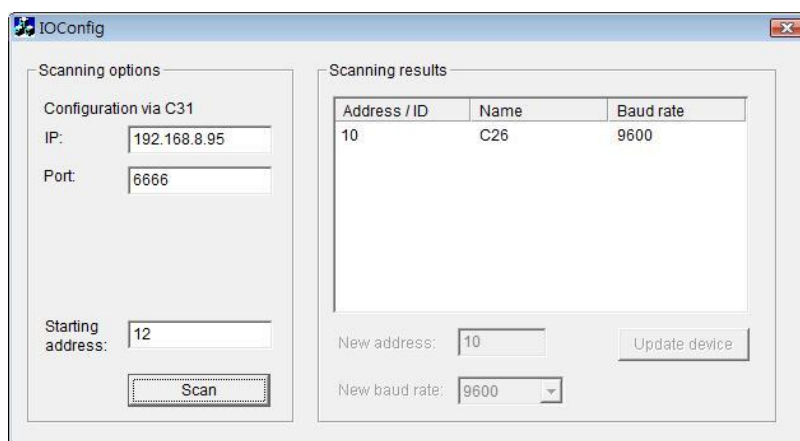 IOConfig
Scanning options
Configuration via C31
IP: 192.168.8.95
Port: 6666
Starting address: 12
Scan
Scanning results
Address / ID Name Baud rate
10 C26 9600
New address: 10 Update device
New baud rate: 9600